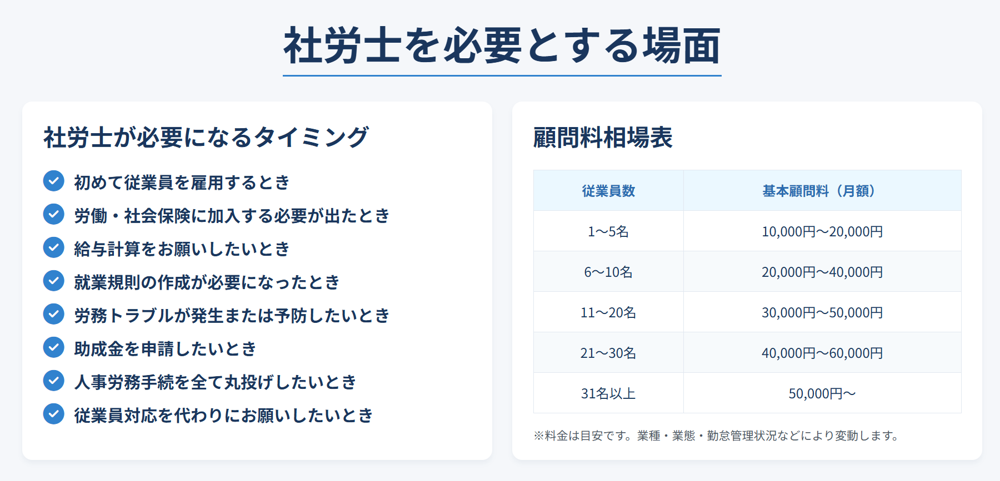 社労士を必要とする場面
社労士が必要になるタイミング
初めて従業員を雇用するとき
労働・社会保険に加入する必要が出たとき
給与計算をお願いしたいとき
就業規則の作成が必要になったとき
労務トラブルが発生または予防したいとき
助成金を申請したいとき
人事労務手続を全て丸投げしたいとき
従業員対応を代わりにお願いしたいとき
顧問料相場表
従業員数 基本顧問料（月額）
1〜5名 10,000円〜20,000円
6〜10名 20,000円〜40,000円
11〜20名 30,000円〜50,000円
21〜30名 40,000円〜60,000円
31名以上 50,000円〜
※料金は目安です。業種・業態・勤怠管理状況などにより変動します。